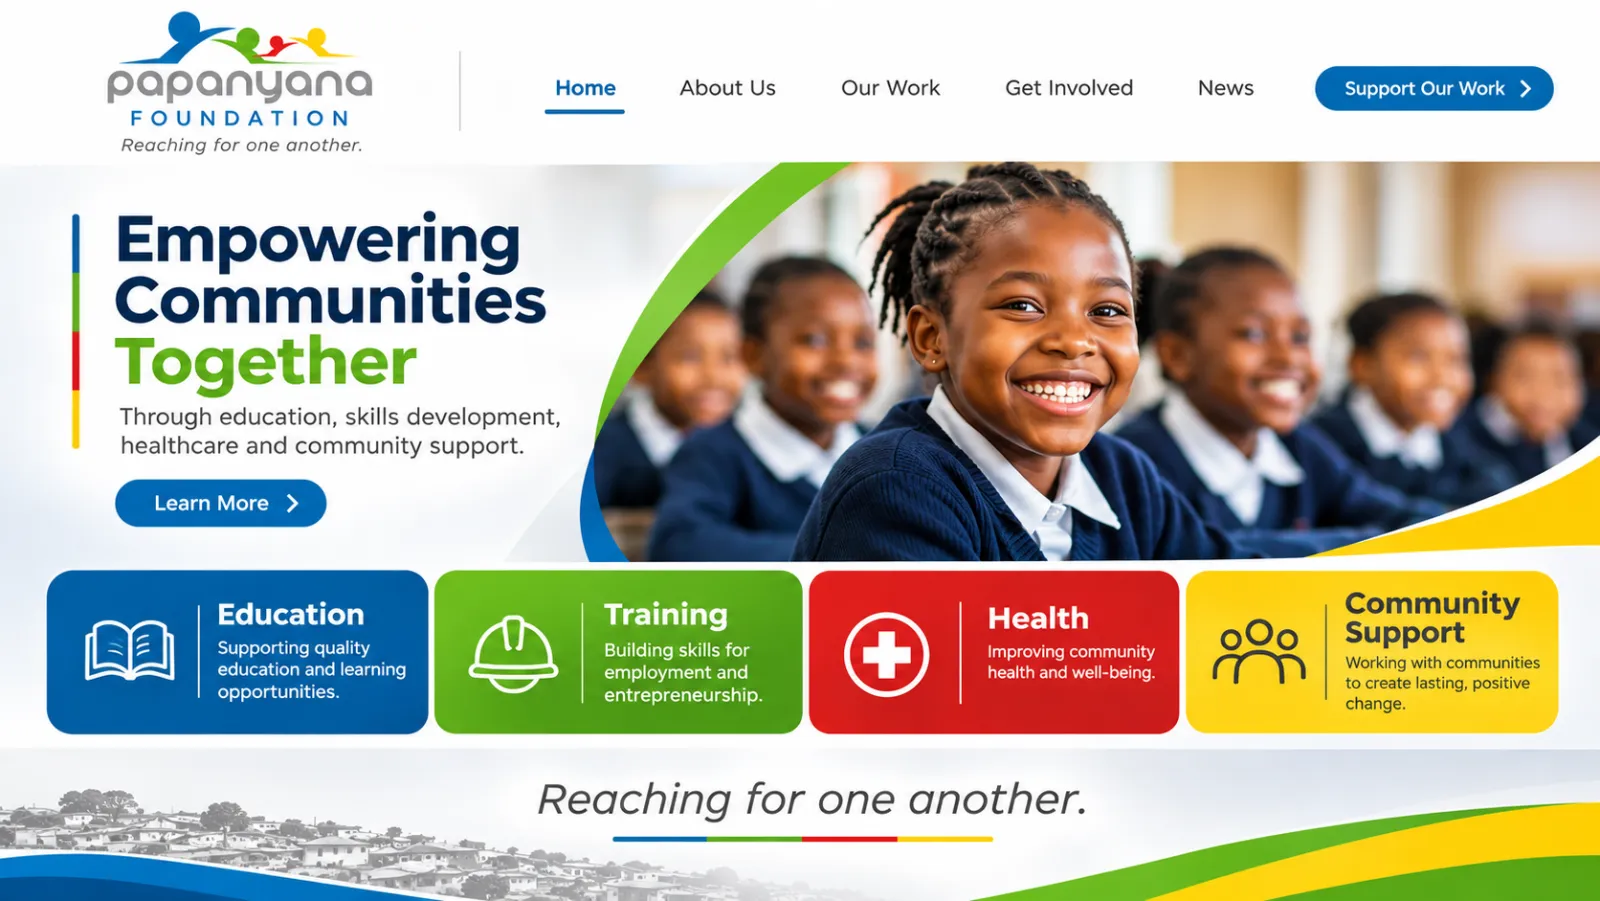 papanyana
FOUNDATION
Reaching for one another.
Home
About Us
Our Work
Get Involved
News
Support Our Work
Empowering
Communities
Together
Through education, skills development,
healthcare and community support.
Learn More
Education
Supporting quality
education and learning
opportunities.
Training
Building skills for
employment and
entrepreneurship.
Health
Improving community
health and well-being.
Community
Support
Working with communities
to create lasting, positive
change.
Reaching for one another.